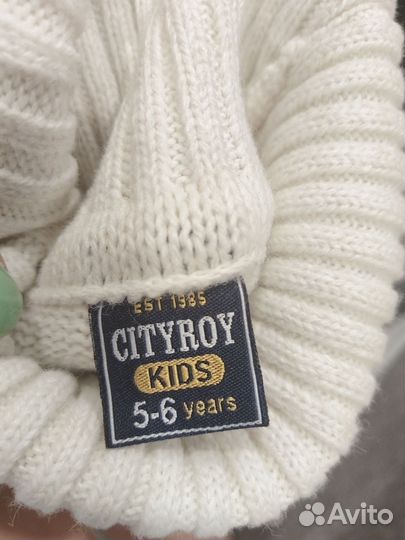 EST 1985
CITYROY
KIDS
5-6 years
Avito